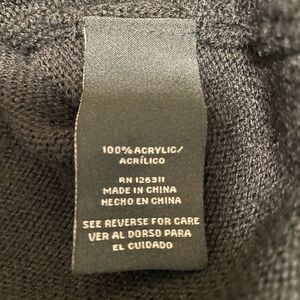 100% ACRYLIC/
ACRÍLICO
RN 126311
MADE IN CHINA
HECHO EN CHINA
SEE REVERSE FOR CARE
VER AL DORSO PARA
EL CUIDADO